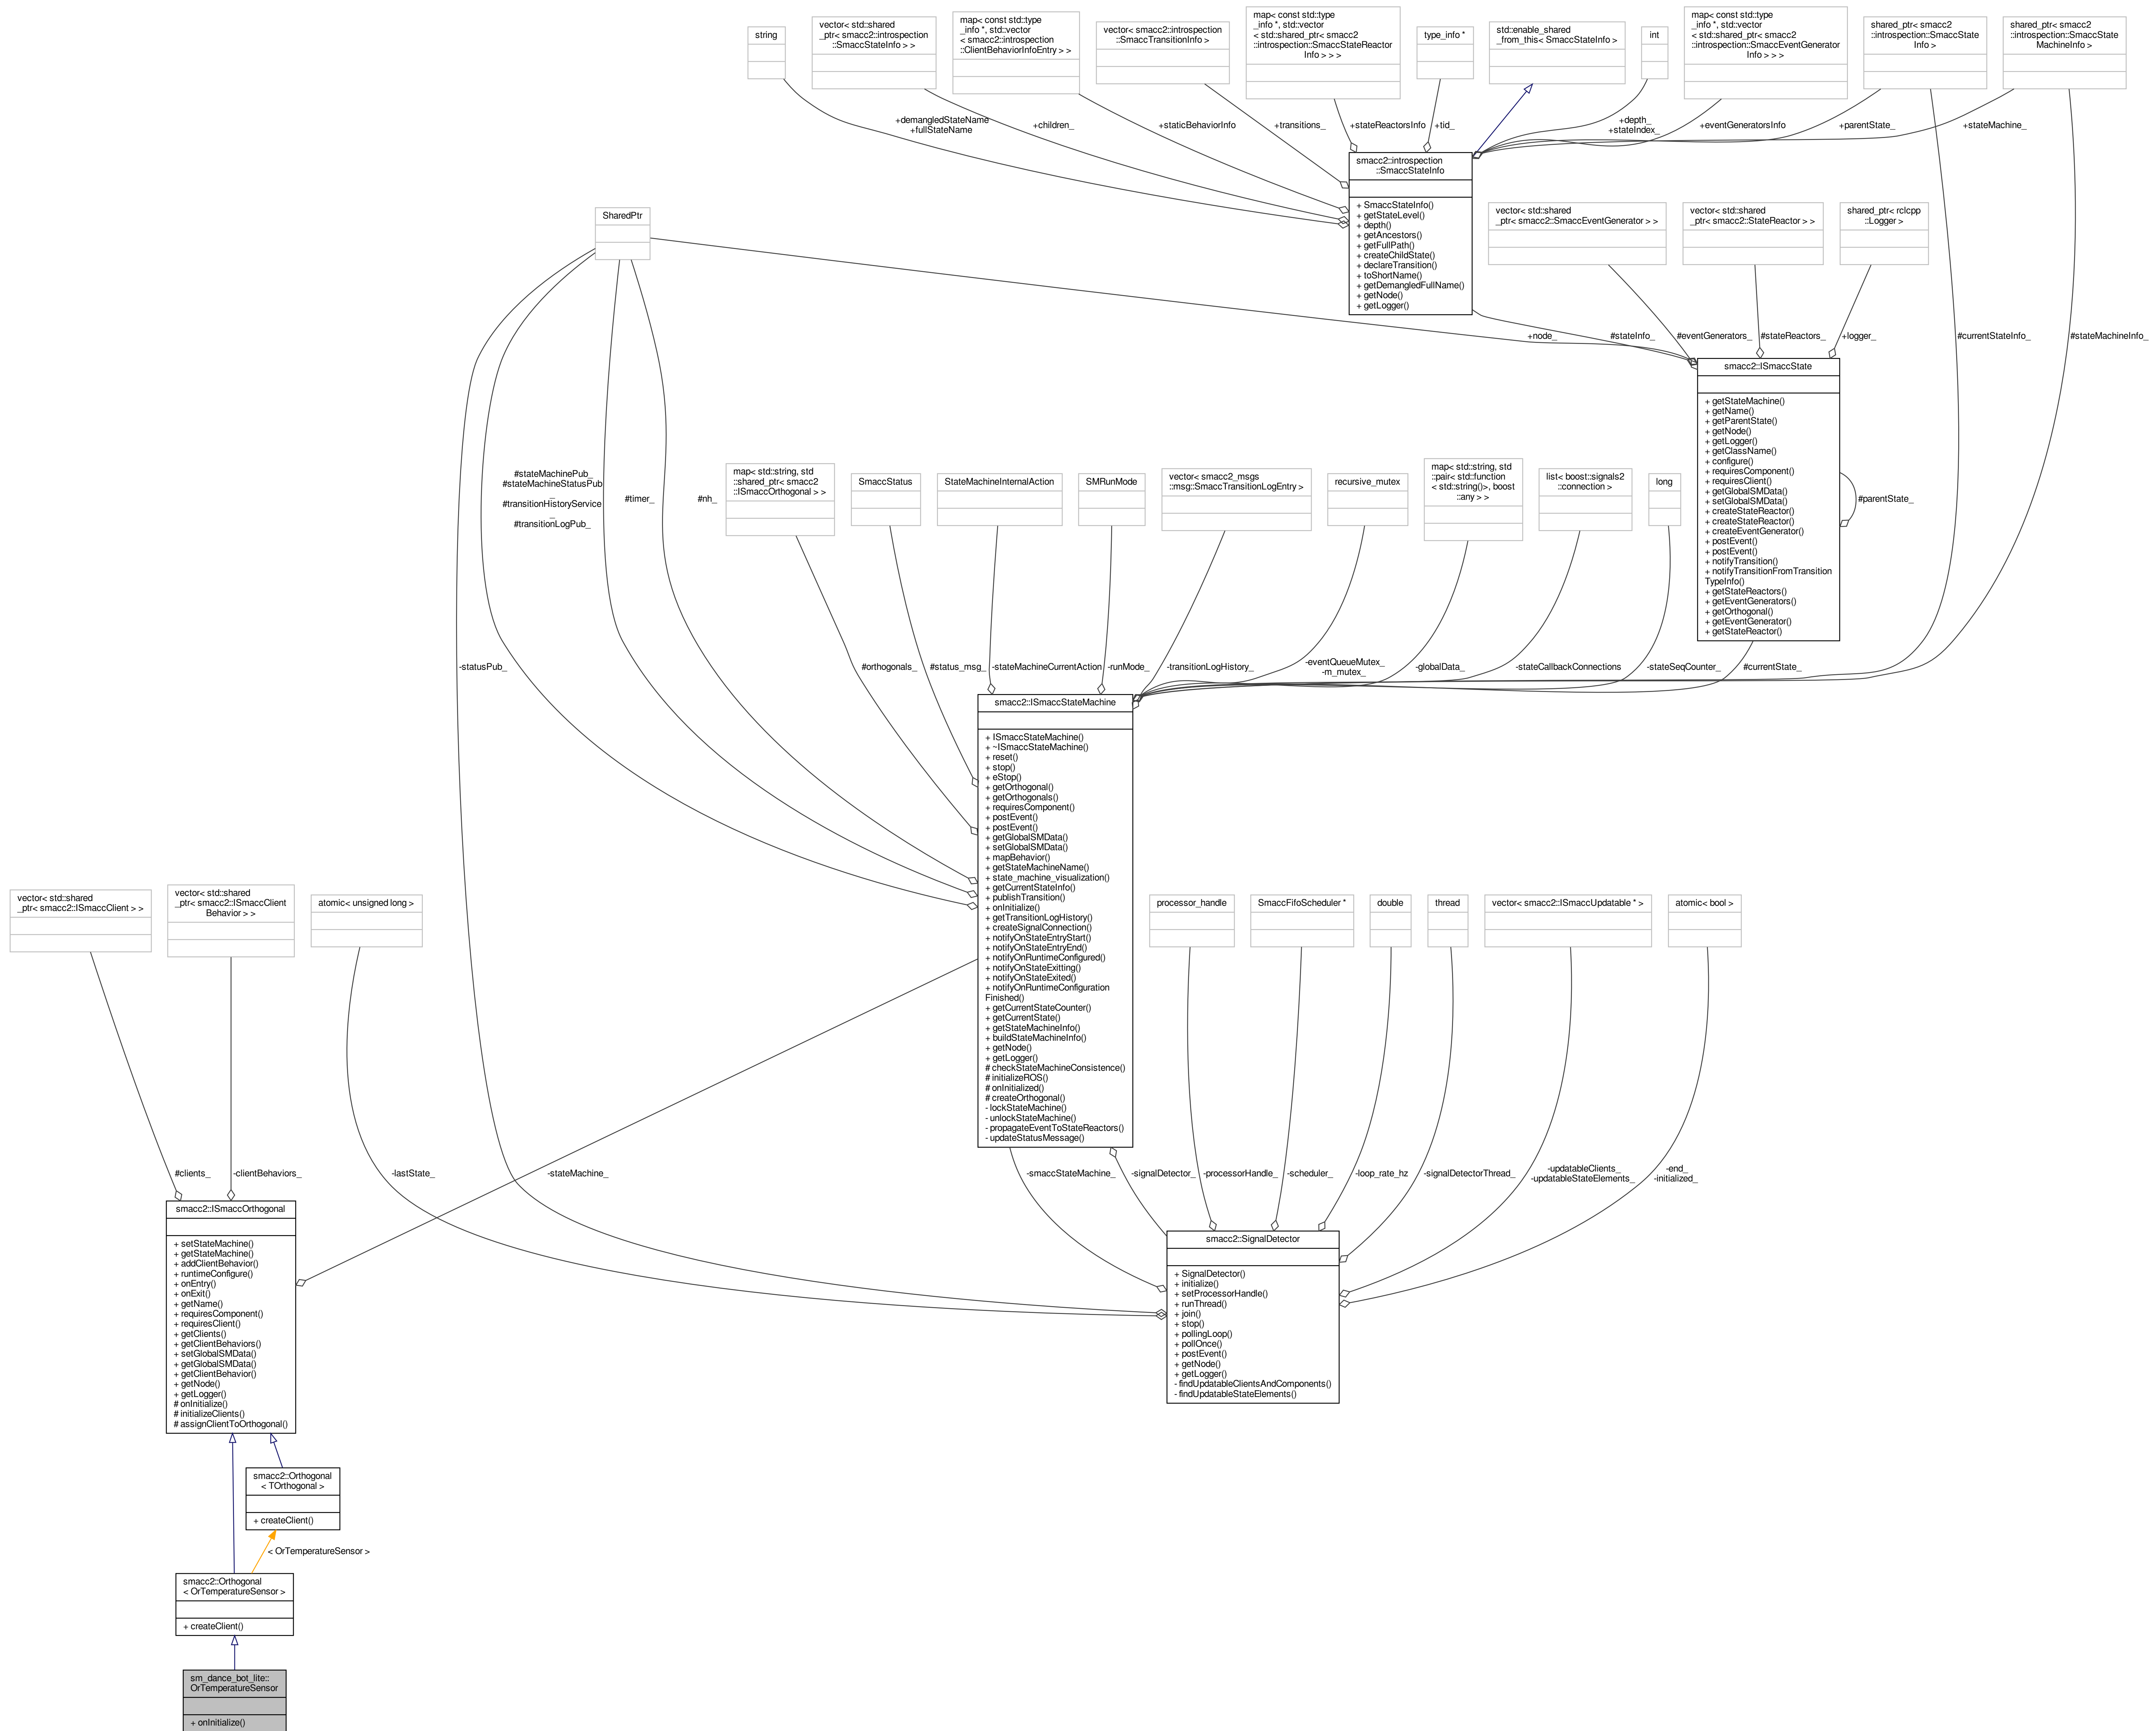 string
vector< std::shared
_ptr< smacc2::introspection
::SmaccStateInfo > >
map< const std::type
_info *, std::vector
< smacc2::introspection
::ClientBehaviorInfoEntry > >
vector< smacc2::introspection
::SmaccTransitionInfo >
map< const std::type
_info *, std::vector
< std::shared_ptr< smacc2
::introspection::SmaccStateReactor
Info > > >
type_info *
std::enable_shared
_from_this< SmaccStateInfo >
int
map< const std::type
_info *, std::vector
< std::shared_ptr< smacc2
::introspection::SmaccEventGenerator
Info > > >
shared_ptr< smacc2
::introspection::SmaccState
Info >
shared_ptr< smacc2
::introspection::SmaccState
MachineInfo >
+demangledStateName
+fullStateName
+children_
+staticBehaviorInfo
+transitions_
+stateReactorsInfo
+tid_
+depth_
+stateIndex_
+eventGeneratorsInfo
+parentState_
+stateMachine_
smacc2::introspection
::SmaccStateInfo
+ SmaccStateInfo()
+ getStateLevel()
+ depth()
+ getAncestors()
+ getFullPath()
+ createChildState()
+ declareTransition()
+ toShortName()
+ getDemangledFullName()
+ getNode()
+ getLogger()
SharedPtr
vector< std::shared
_ptr< smacc2::SmaccEventGenerator > >
vector< std::shared
_ptr< smacc2::StateReactor > >
shared_ptr< rclcpp
::Logger >
+node_
#stateInfo_
#eventGenerators_
#stateReactors_
+logger_
#currentStateInfo_
#stateMachineInfo_
smacc2::ISmaccState
+ getStateMachine()
+ getName()
+ getParentState()
+ getNode()
+ getLogger()
+ getClassName()
+ configure()
+ requiresComponent()
+ requiresClient()
+ getGlobalSMData()
+ setGlobalSMData()
+ createStateReactor()
+ createStateReactor()
+ createEventGenerator()
+ postEvent()
+ postEvent()
+ notifyTransition()
+ notifyTransitionFromTransition
TypeInfo()
+ getStateReactors()
+ getEventGenerators()
+ getOrthogonal()
+ getEventGenerator()
+ getStateReactor()
#parentState_
#stateMachinePub_
#stateMachineStatusPub
_
#transitionHistoryService
_
#transitionLogPub_
#timer_
#nh_
map< std::string, std
::shared_ptr< smacc2
::ISmaccOrthogonal > >
SmaccStatus
StateMachineInternalAction
SMRunMode
vector< smacc2_msgs
::msg::SmaccTransitionLogEntry >
recursive_mutex
map< std::string, std
::pair< std::function
< std::string()>, boost
::any > >
list< boost::signals2
::connection >
long
-statusPub_
#orthogonals_
#status_msg_
-stateMachineCurrentAction
-runMode_
-transitionLogHistory_
-eventQueueMutex_
-m_mutex_
-globalData_
-stateCallbackConnections
-stateSeqCounter_
#currentState_
smacc2::ISmaccStateMachine
+ ISmaccStateMachine()
+ ~ISmaccStateMachine()
+ reset()
+ stop()
+ eStop()
+ getOrthogonal()
+ getOrthogonals()
+ requiresComponent()
+ postEvent()
+ postEvent()
+ getGlobalSMData()
+ setGlobalSMData()
+ mapBehavior()
+ getStateMachineName()
+ state_machine_visualization()
+ getCurrentStateInfo()
+ publishTransition()
+ onInitialize()
+ getTransitionLogHistory()
+ createSignalConnection()
+ notifyOnStateEntryStart()
+ notifyOnStateEntryEnd()
+ notifyOnRuntimeConfigured()
+ notifyOnStateExitting()
+ notifyOnStateExited()
+ notifyOnRuntimeConfiguration
Finished()
+ getCurrentStateCounter()
+ getCurrentState()
+ getStateMachineInfo()
+ buildStateMachineInfo()
+ getNode()
+ getLogger()
# checkStateMachineConsistence()
# initializeROS()
# onInitialized()
# createOrthogonal()
- lockStateMachine()
- unlockStateMachine()
- propagateEventToStateReactors()
- updateStatusMessage()
vector< std::shared
_ptr< smacc2::ISmaccClient > >
vector< std::shared
_ptr< smacc2::ISmaccClient
Behavior > >
atomic< unsigned long >
processor_handle
SmaccFifoScheduler *
double
thread
vector< smacc2::ISmaccUpdatable * >
atomic< bool >
#clients_
-clientBehaviors_
-lastState_
-stateMachine_
-smaccStateMachine_
-signalDetector_
-processorHandle_
-scheduler_
-loop_rate_hz
-signalDetectorThread_
-updatableClients_
-updatableStateElements_
-end_
-initialized_
smacc2::ISmaccOrthogonal
+ setStateMachine()
+ getStateMachine()
+ addClientBehavior()
+ runtimeConfigure()
+ onEntry()
+ onExit()
+ getName()
+ requiresComponent()
+ requiresClient()
+ getClients()
+ getClientBehaviors()
+ setGlobalSMData()
+ getGlobalSMData()
+ getClientBehavior()
+ getNode()
+ getLogger()
# onInitialize()
# initializeClients()
# assignClientToOrthogonal()
smacc2::SignalDetector
+ SignalDetector()
+ initialize()
+ setProcessorHandle()
+ runThread()
+ join()
+ stop()
+ pollingLoop()
+ pollOnce()
+ postEvent()
+ getNode()
+ getLogger()
- findUpdatableClientsAndComponents()
- findUpdatableStateElements()
smacc2::Orthogonal
< TOrthogonal >
+ createClient()
< OrTemperatureSensor >
smacc2::Orthogonal
< OrTemperatureSensor >
+ createClient()
sm_dance_bot_lite::
OrTemperatureSensor
+ onInitialize()